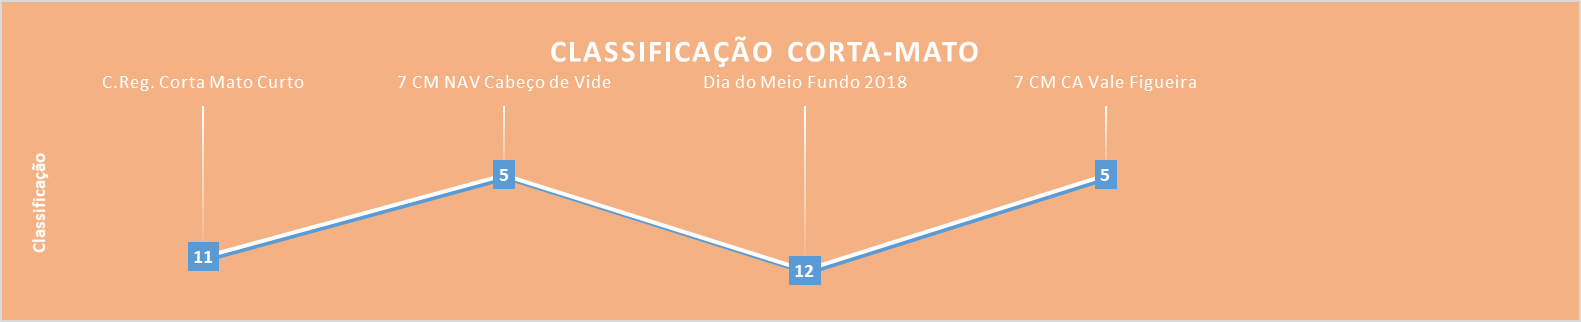 CLASSIFICAÇÃO CORTA-MATO
C.Reg. Corta Mato Curto
7 CM NAV Cabeço de Vide
Dia do Meio Fundo 2018
7 CM CA Vale Figueira
Classificação
11
5
12
5